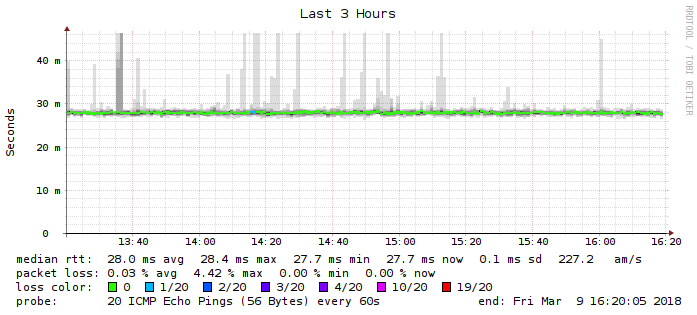 Last 3 Hours
RRDTOOL / TOBI OETIKER
Seconds
40 m
30 m
20 m
10 m
0
13:40 14:00 14:20 14:40 15:00 15:20 15:40 16:00 16:20
median rtt: 28.0 ms avg 28.4 ms max 27.7 ms min 27.7 ms now 0.1 ms sd 227.2 am/s
packet loss: 0.03 % avg 4.42 % max 0.00 % min 0.00 % now
loss color: 0 1/20 2/20 3/20 4/20 10/20 19/20
probe: 20 ICMP Echo Pings (56 Bytes) every 60s end: Fri Mar 9 16:20:05 2018